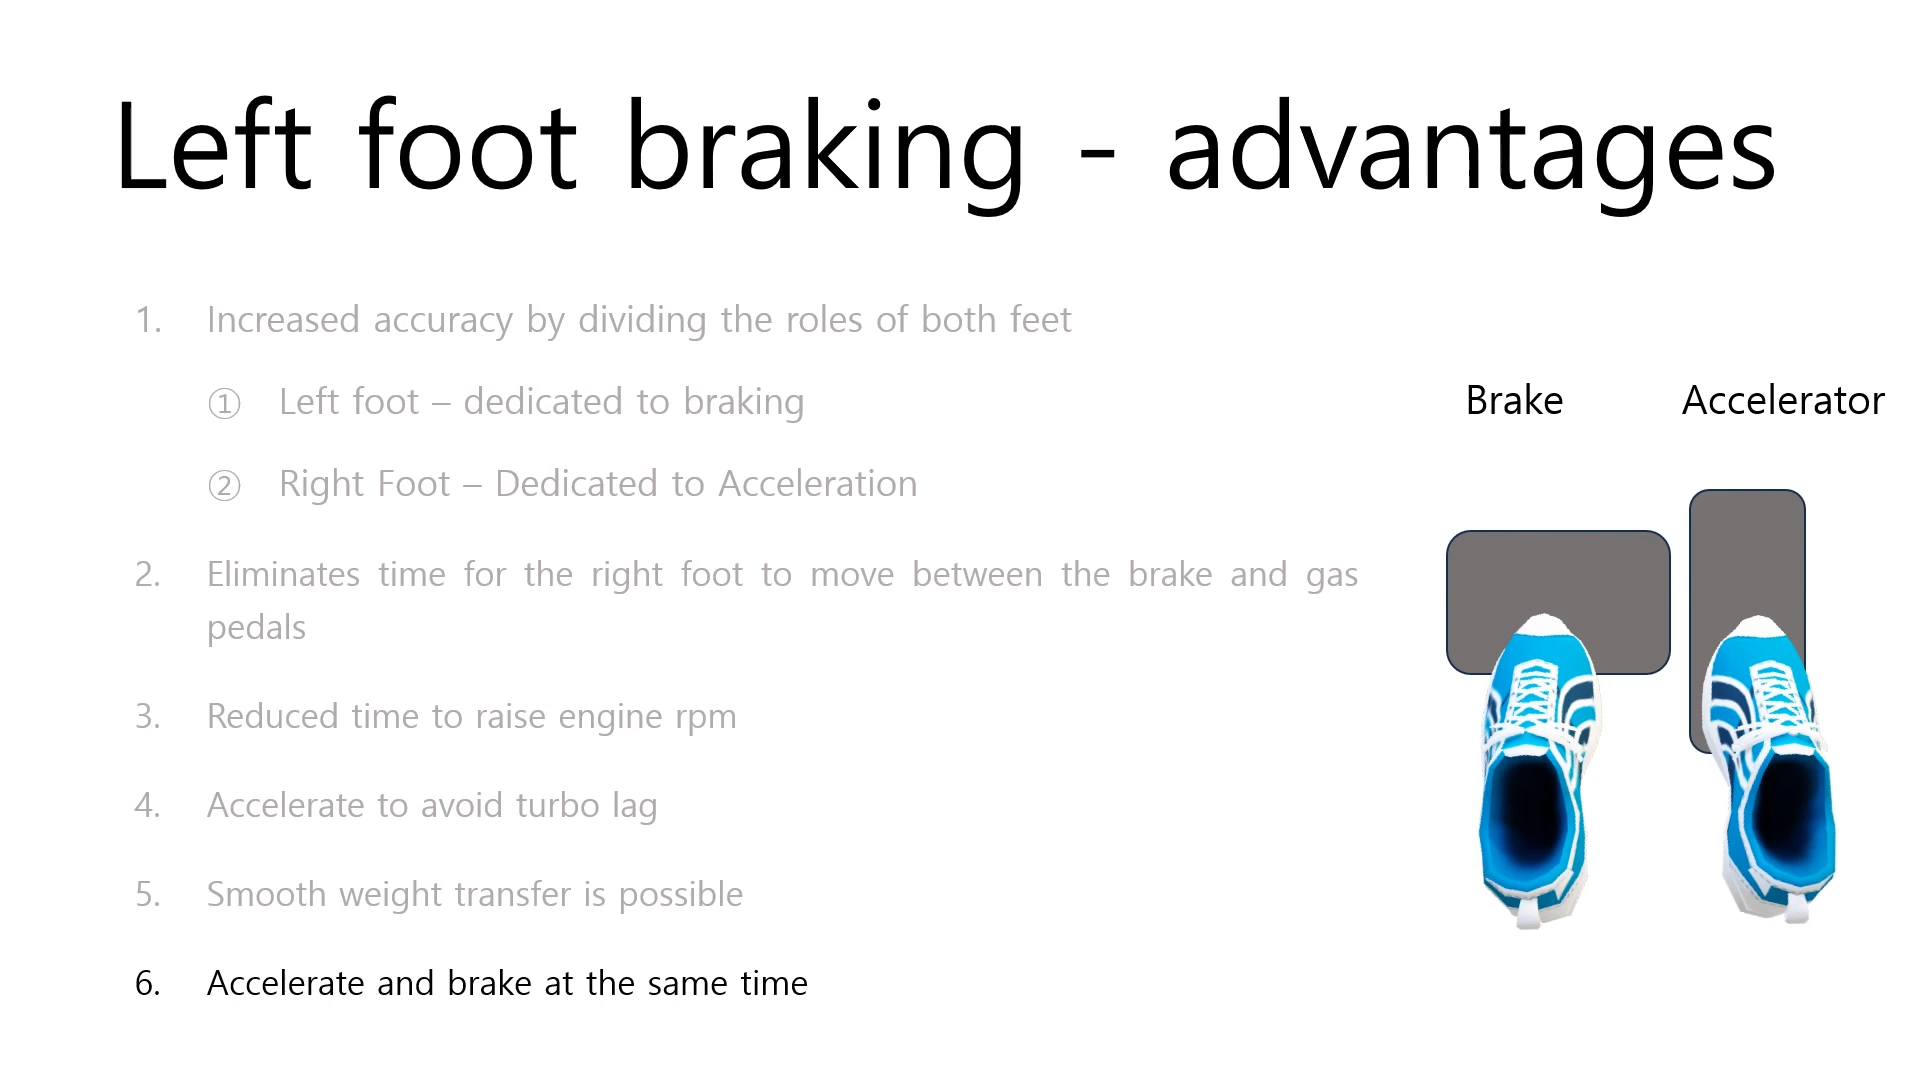 Left foot braking - advantages
1. Increased accuracy by dividing the roles of both feet
① Left foot – dedicated to braking
② Right Foot – Dedicated to Acceleration
2. Eliminates time for the right foot to move between the brake and gas
pedals
3. Reduced time to raise engine rpm
4. Accelerate to avoid turbo lag
5. Smooth weight transfer is possible
6. Accelerate and brake at the same time
Brake
Accelerator